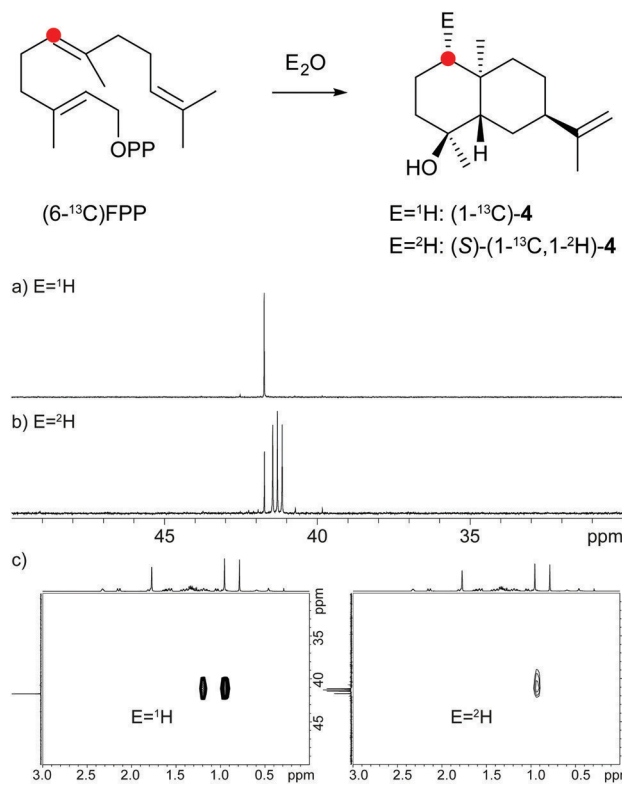 E
E₂O
OPP
HO
H
(6-¹³C)FPP
E=¹H: (1-¹³C)-4
E=²H: (S)-(1-¹³C,1-²H)-4
a) E=¹H
b) E=²H
45 40 35 ppm
c)
ppm
35
40
45
E=¹H
E=²H
3.0 2.5 2.0 1.5 1.0 0.5 ppm
3.0 2.5 2.0 1.5 1.0 0.5 ppm